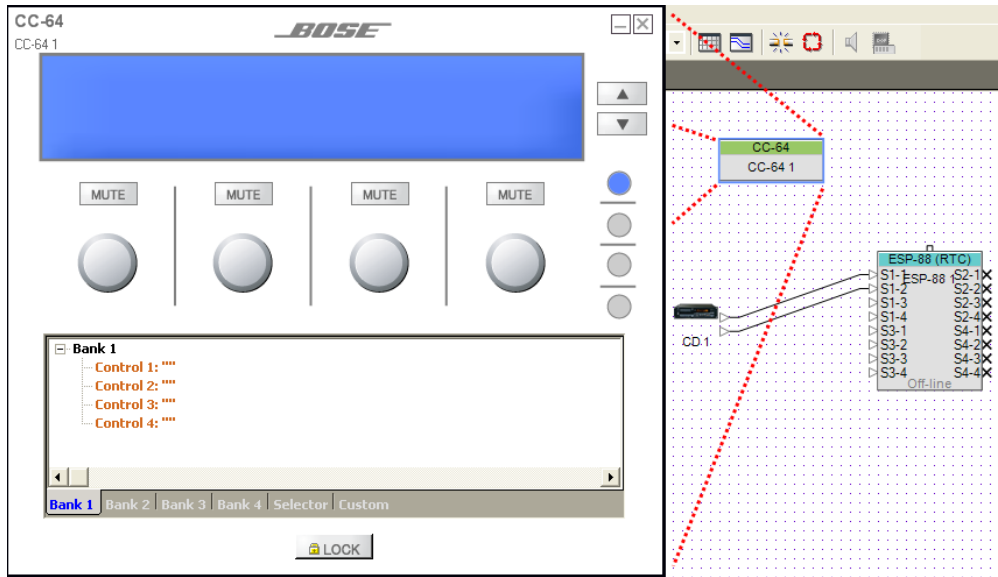 CC-64
BOSE
CC-64 1
MUTE MUTE MUTE MUTE
Bank 1
Control 1: ""
Control 2: ""
Control 3: ""
Control 4: ""
Bank 1 Bank 2 Bank 3 Bank 4 Selector Custom
LOCK
CC-64
CC-64 1
CD 1
ESP-88 (RTC)
ESP-88 1
S1-1 S2-1
S1-2 S2-2
S1-3 S2-3
S1-4 S2-4
S3-1 S4-1
S3-2 S4-2
S3-3 S4-3
S3-4 S4-4
Off-line